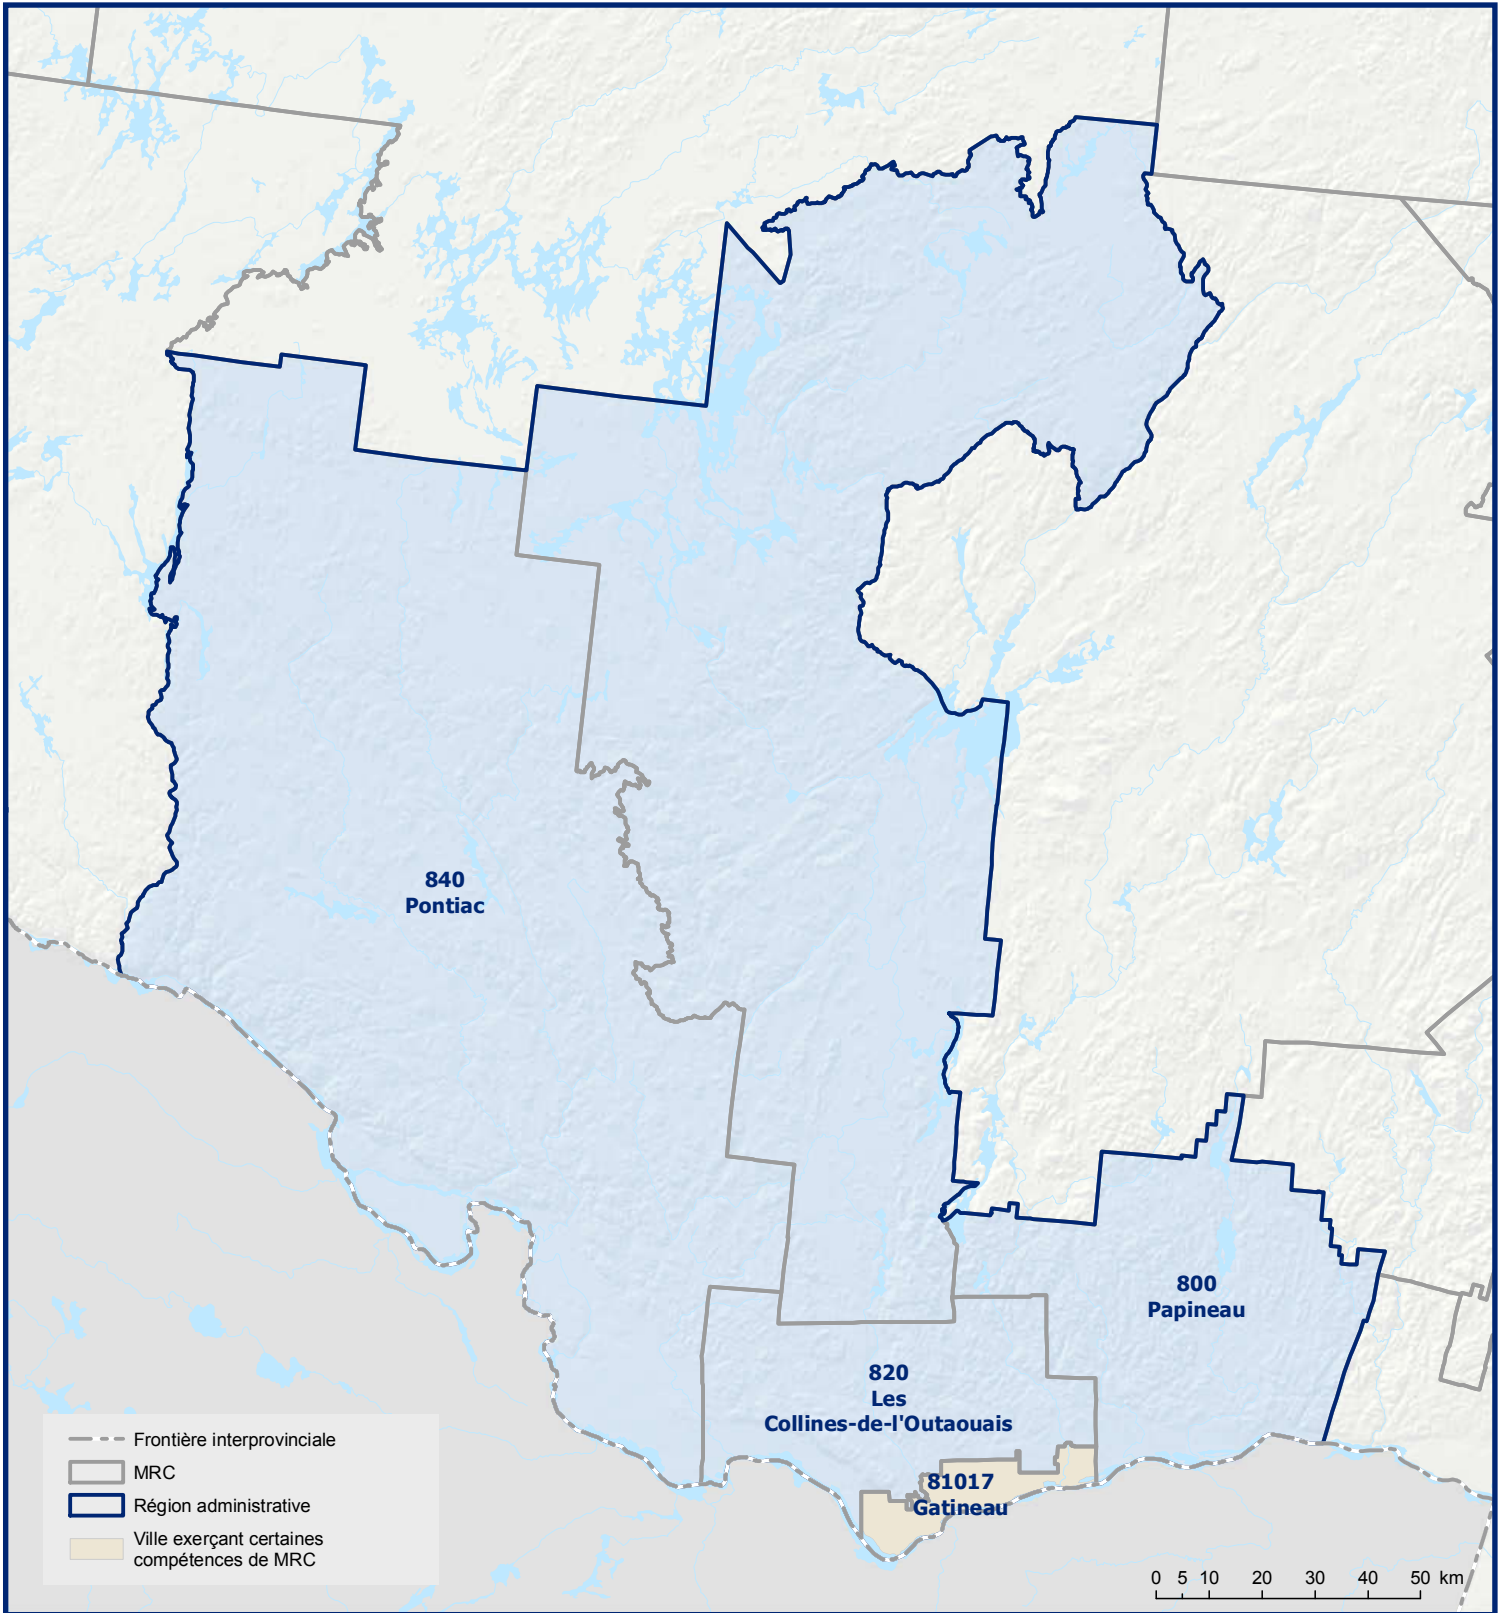 840
Pontiac
800
Papineau
820
Les
Collines-de-l'Outaouais
81017
Gatineau
Frontière interprovinciale
MRC
Région administrative
Ville exerçant certaines
compétences de MRC
0 5 10 20 30 40 50 km